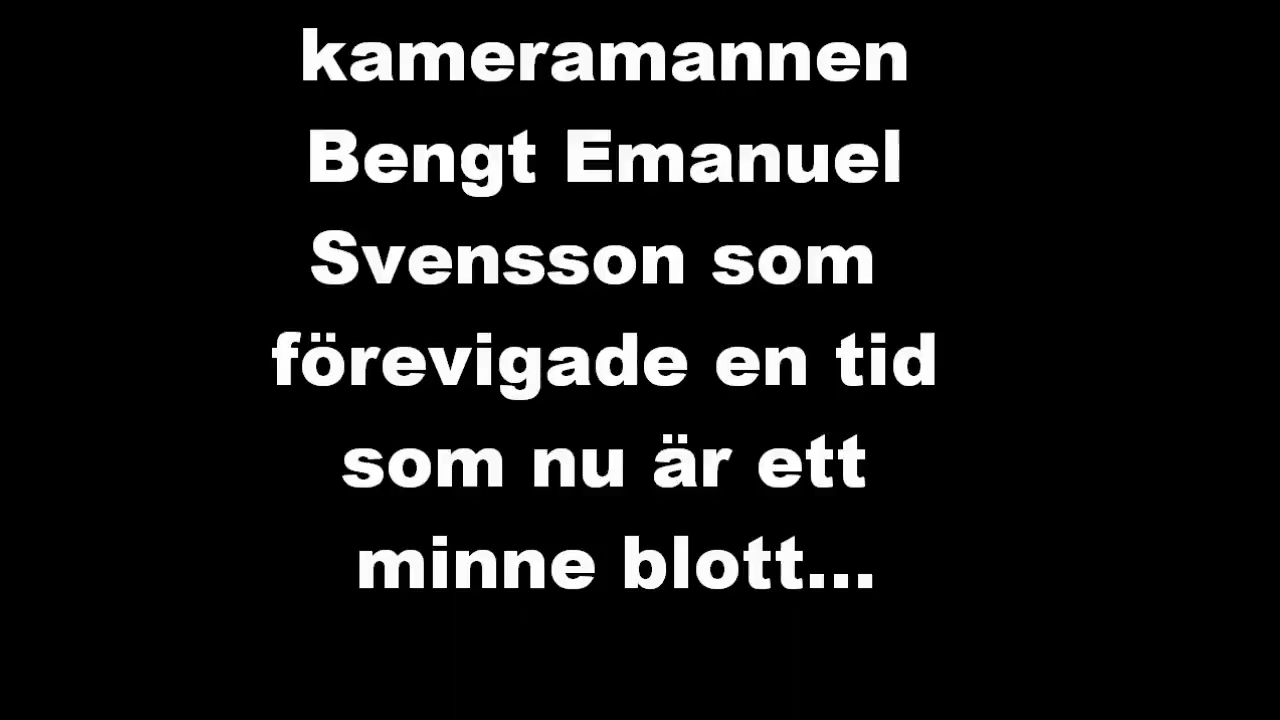 kameramannen
Bengt Emanuel
Svensson som
förevigade en tid
som nu är ett
minne blott...